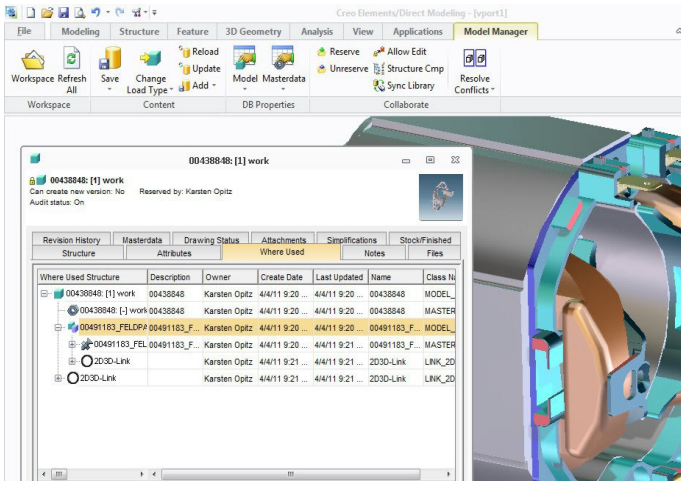 Creo Elements/Direct Modeling - [vport1]
File Modeling Structure Feature 3D Geometry Analysis View Applications Model Manager
Workspace Refresh All Save Change Load Type Reload Update Add Model Masterdata Reserve Unreserve Allow Edit Structure Cmp Sync Library Resolve Conflicts
Workspace Content DB Properties Collaborate
00438848: [1] work
00438848: [1] work
Can create new version: No Reserved by: Karsten Opitz
Audit status: On
Revision History Masterdata Drawing Status Attachments Simplifications Stock/Finished
Structure Attributes Where Used Notes Files
Where Used Structure Description Owner Create Date Last Updated Name Class Na
00438848: [1] work 00438848 Karsten Opitz 4/4/11 9:20 ... 4/4/11 9:20 ... 00438848 MODEL_
00438848: [-] work 00438848 Karsten Opitz 4/4/11 9:20 ... 4/4/11 9:20 ... 00438848 MASTER
00491183_FELDPA 00491183_F... Karsten Opitz 4/4/11 9:20 ... 4/4/11 9:20 ... 00491183_F... MODEL_
00491183_FEL 00491183_F... Karsten Opitz 4/4/11 9:20 ... 4/4/11 9:20 ... 00491183_F... MASTER
2D3D-Link Karsten Opitz 4/4/11 9:21 ... 4/4/11 9:21 ... 2D3D-Link LINK_2D
2D3D-Link Karsten Opitz 4/4/11 9:21 ... 4/4/11 9:21 ... 2D3D-Link LINK_2D